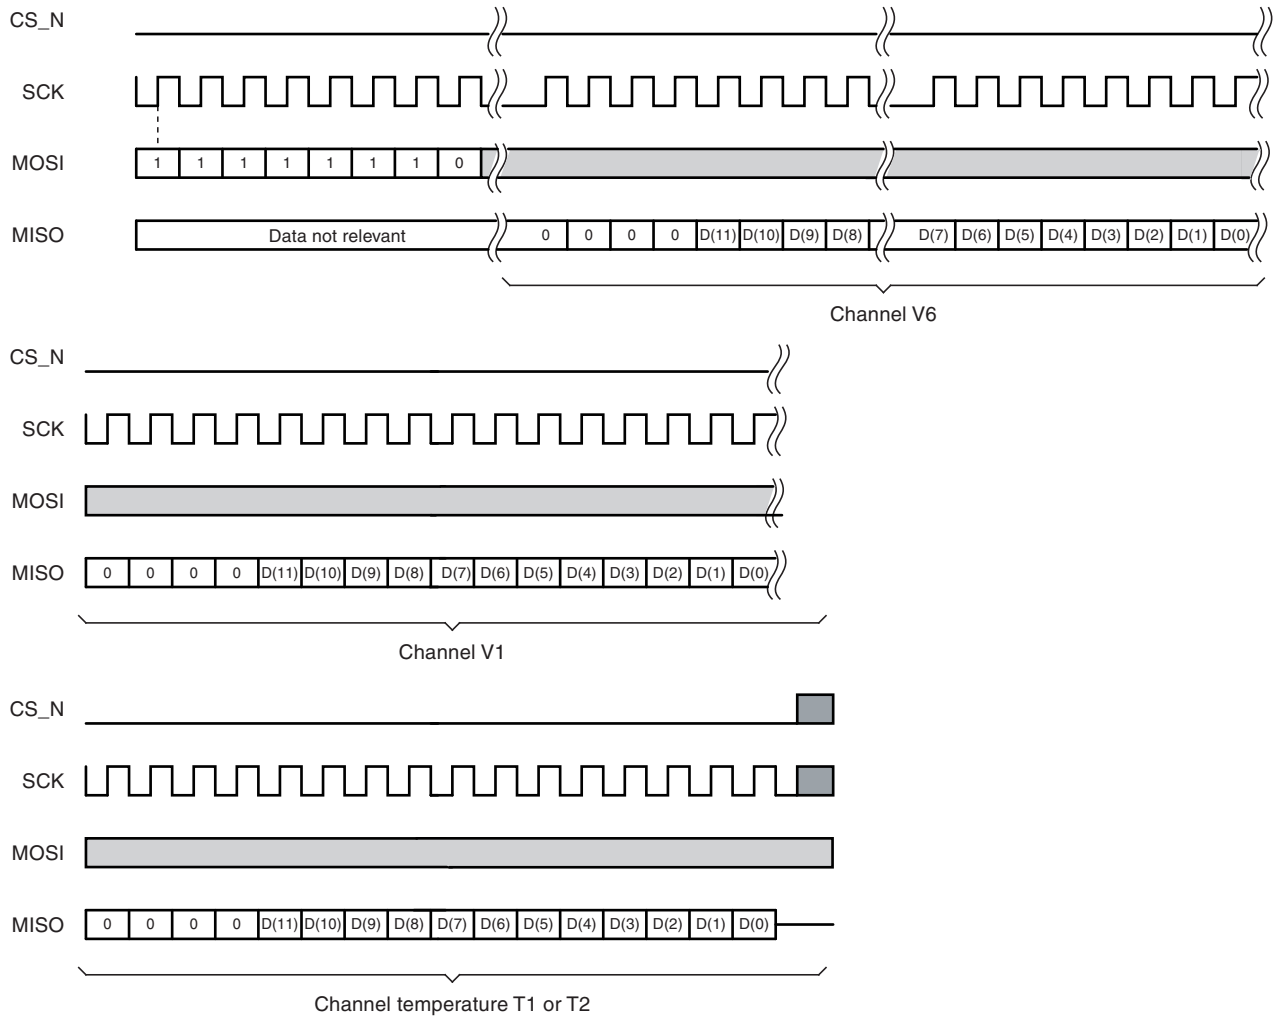 CS_N
SCK
MOSI 1 1 1 1 1 1 1 0
MISO Data not relevant 0 0 0 0 D(11) D(10) D(9) D(8) D(7) D(6) D(5) D(4) D(3) D(2) D(1) D(0)
Channel V6
CS_N
SCK
MOSI
MISO 0 0 0 0 D(11) D(10) D(9) D(8) D(7) D(6) D(5) D(4) D(3) D(2) D(1) D(0)
Channel V1
CS_N
SCK
MOSI
MISO 0 0 0 0 D(11) D(10) D(9) D(8) D(7) D(6) D(5) D(4) D(3) D(2) D(1) D(0)
Channel temperature T1 or T2